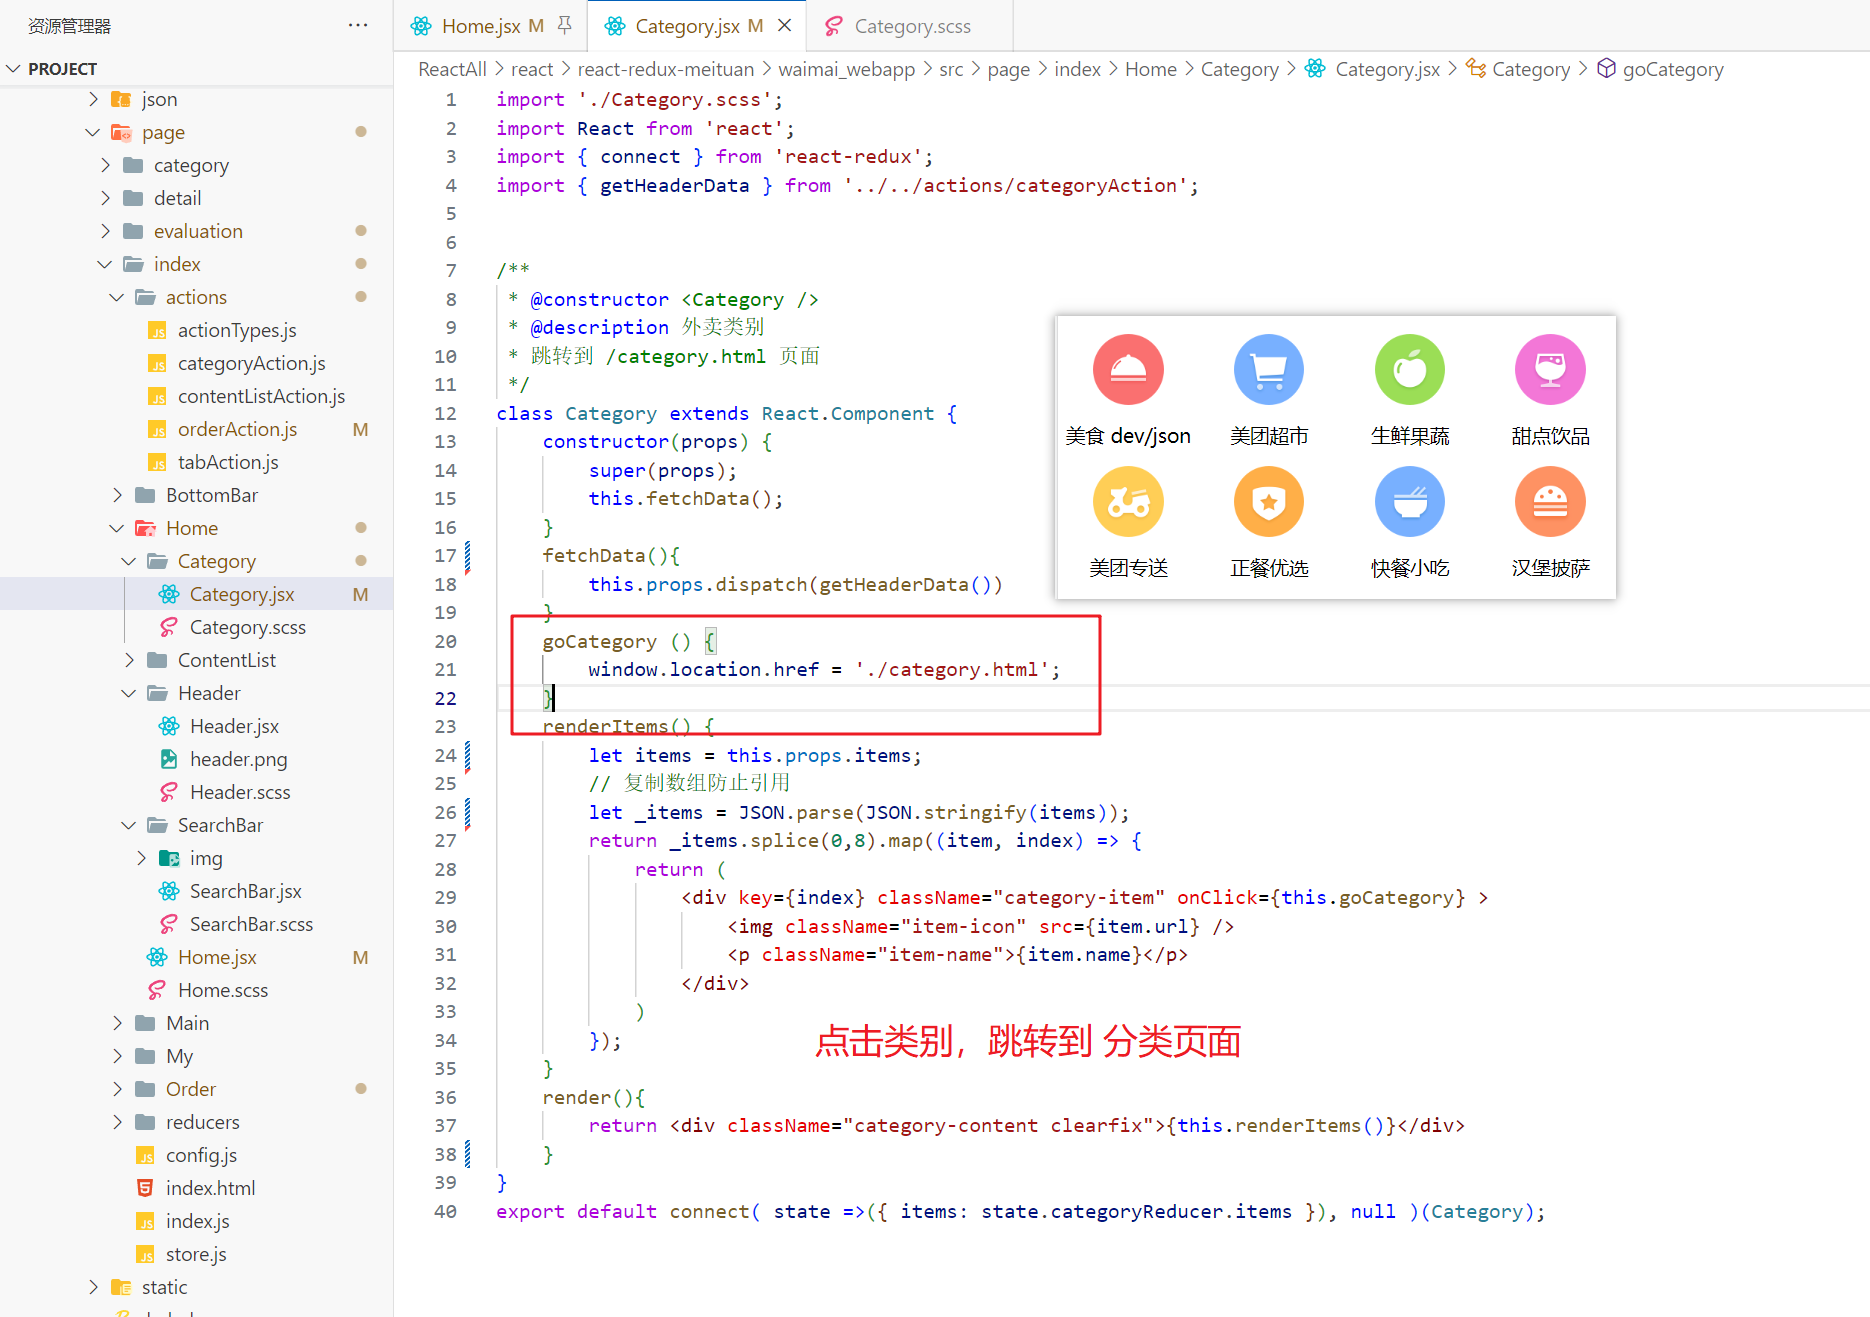 资源管理器
PROJECT
json
page
category
detail
evaluation
index
actions
actionTypes.js
categoryAction.js
contentListAction.js
orderAction.js M
tabAction.js
BottomBar
Home
Category
Category.jsx M
Category.scss
ContentList
Header
Header.jsx
header.png
Header.scss
SearchBar
img
SearchBar.jsx
SearchBar.scss
Home.jsx M
Home.scss
Main
My
Order
reducers
config.js
index.html
index.js
store.js
static
Home.jsx M
Category.jsx M
Category.scss
ReactAll > react > react-redux-meituan > waimai_webapp > src > page > index > Home > Category > Category.jsx > Category > goCategory
1 import './Category.scss';
2 import React from 'react';
3 import { connect } from 'react-redux';
4 import { getHeaderData } from '../../actions/categoryAction';
5
6
7 /**
8 * @constructor <Category />
9 * @description 外卖类别
10 * 跳转到 /category.html 页面
11 */
12 class Category extends React.Component {
13 constructor(props) {
14 super(props);
15 this.fetchData();
16 }
17 fetchData(){
18 this.props.dispatch(getHeaderData())
19 }
20 goCategory () {
21 window.location.href = './category.html';
22 }
23 renderItems() {
24 let items = this.props.items;
25 // 复制数组防止引用
26 let _items = JSON.parse(JSON.stringify(items));
27 return _items.splice(0,8).map((item, index) => {
28 return (
29 <div key={index} className="category-item" onClick={this.goCategory} >
30 <img className="item-icon" src={item.url} />
31 <p className="item-name">{item.name}</p>
32 </div>
33 )
34 });
35 }
36 render(){
37 return <div className="category-content clearfix">{this.renderItems()}</div>
38 }
39 }
40 export default connect( state =>({ items: state.categoryReducer.items }), null )(Category);
美食 dev/json 美团超市 生鲜果蔬 甜点饮品
美团专送 正餐优选 快餐小吃 汉堡披萨
点击类别，跳转到 分类页面